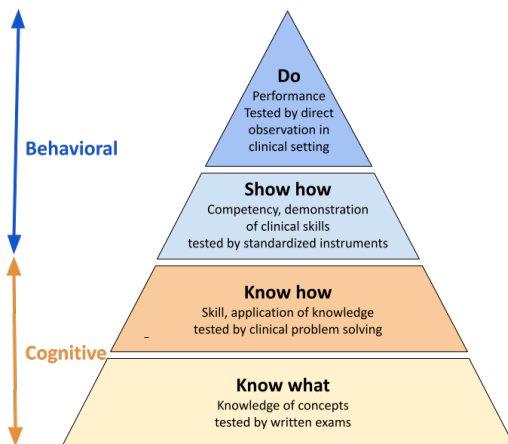 Do
Performance
Tested by direct
observation in
clinical setting
Behavioral
Show how
Competency, demonstration
of clinical skills
tested by standardized instruments
Know how
Skill, application of knowledge
tested by clinical problem solving
–
Cognitive
Know what
Knowledge of concepts
tested by written exams